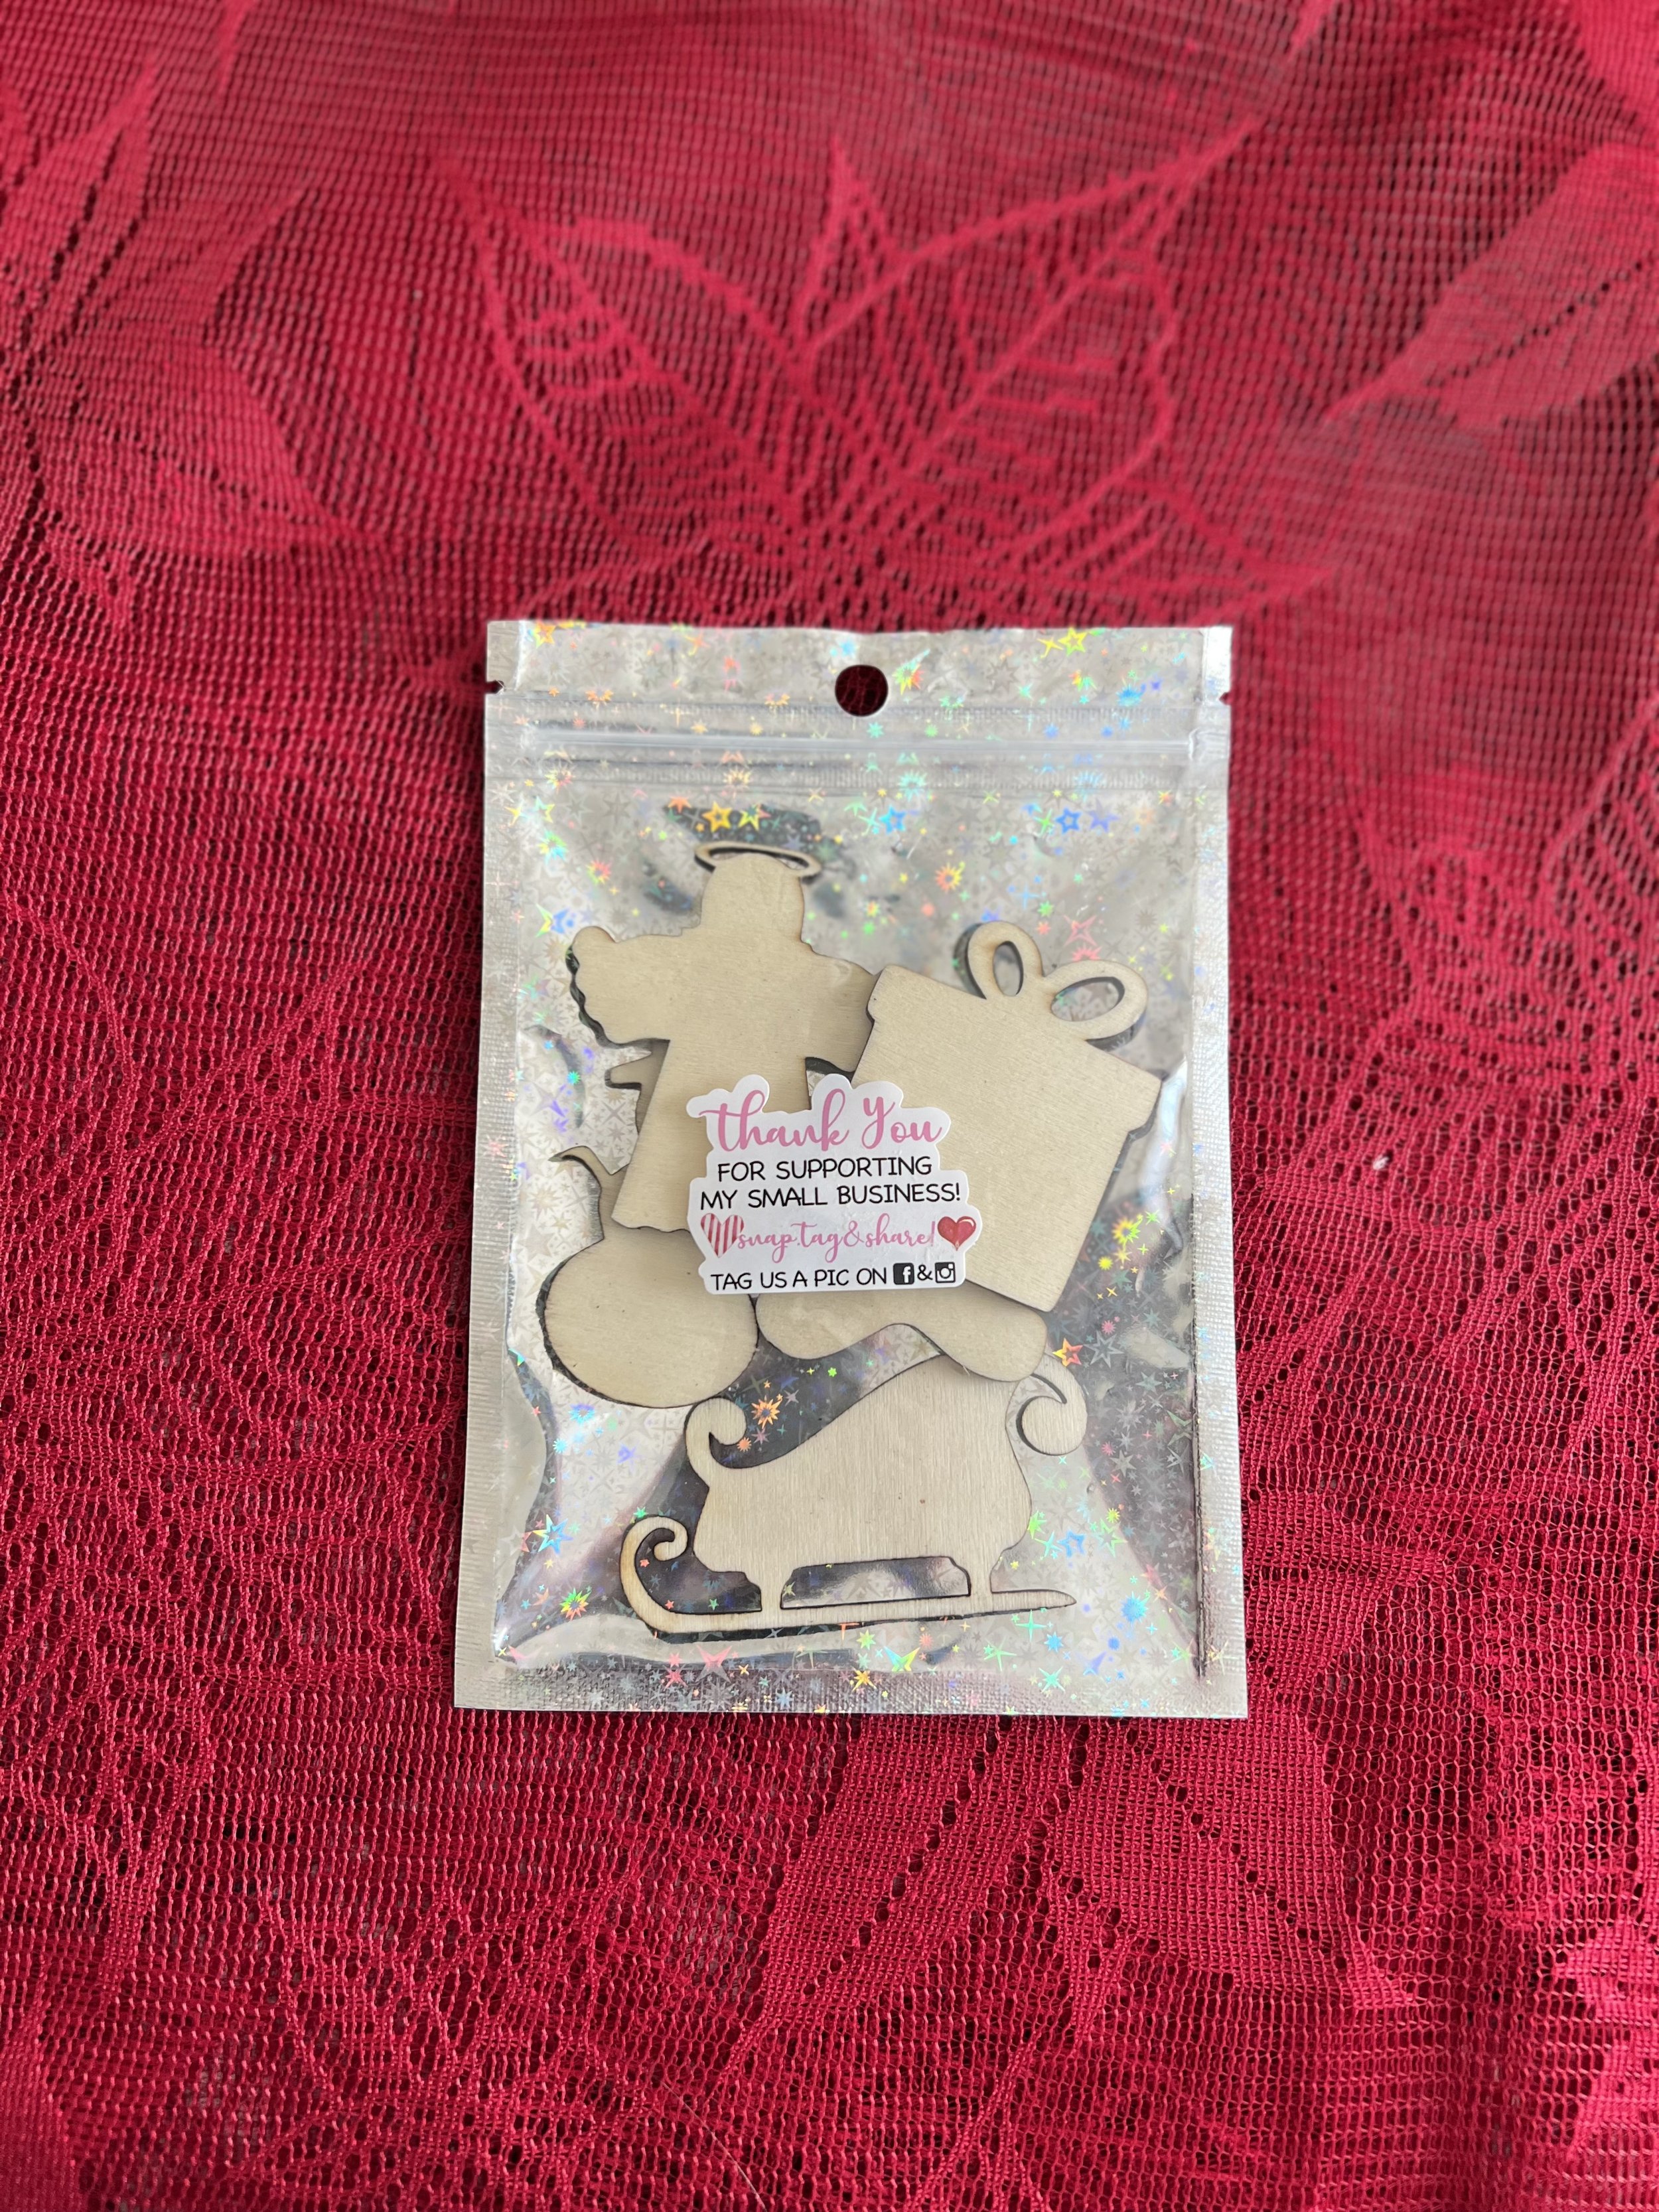 thank you
FOR SUPPORTING
MY SMALL BUSINESS!
snap.tag&share!
TAG US A PIC ON f &